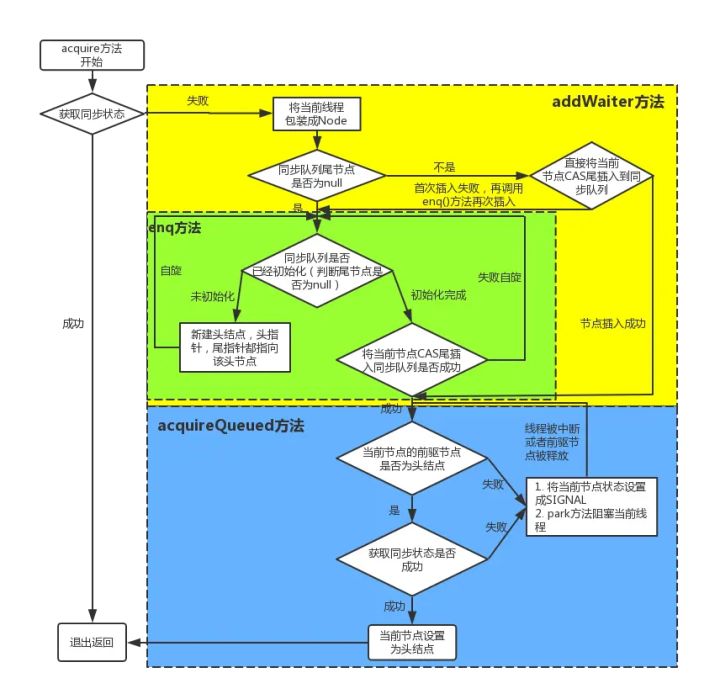 acquire方法
开始
获取同步状态
失败
将当前线程
包装成Node
addWaiter方法
同步队列尾节点
是否为null
不是
直接将当前
节点CAS尾插入到同
步队列
首次插入失败，再调用
enq()方法再次插入
是
enq方法
同步队列是否
已经初始化（判断尾节点是
否为null）
自旋
失败自旋
未初始化
初始化完成
成功
节点插入成功
新建头结点，头指
针，尾指针都指向
该头节点
将当前节点CAS尾插
入同步队列是否成功
成功
acquireQueued方法
线程被中断
或者前驱节
点被释放
当前节点的前驱节点
是否为头结点
失败
1. 将当前节点状态设置
成SIGNAL
2. park方法阻塞当前线
程
是
失败
获取同步状态是否
成功
成功
退出返回
当前节点设置
为头结点